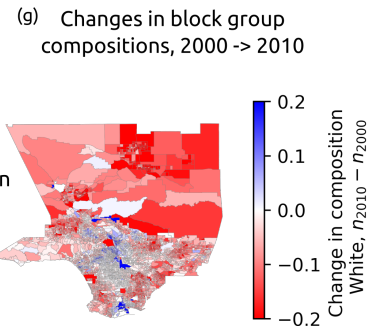 (g) Changes in block group
compositions, 2000 -> 2010
n
0.2
0.1
0.0
−0.1
−0.2
Change in composition
White, n2010 − n2000